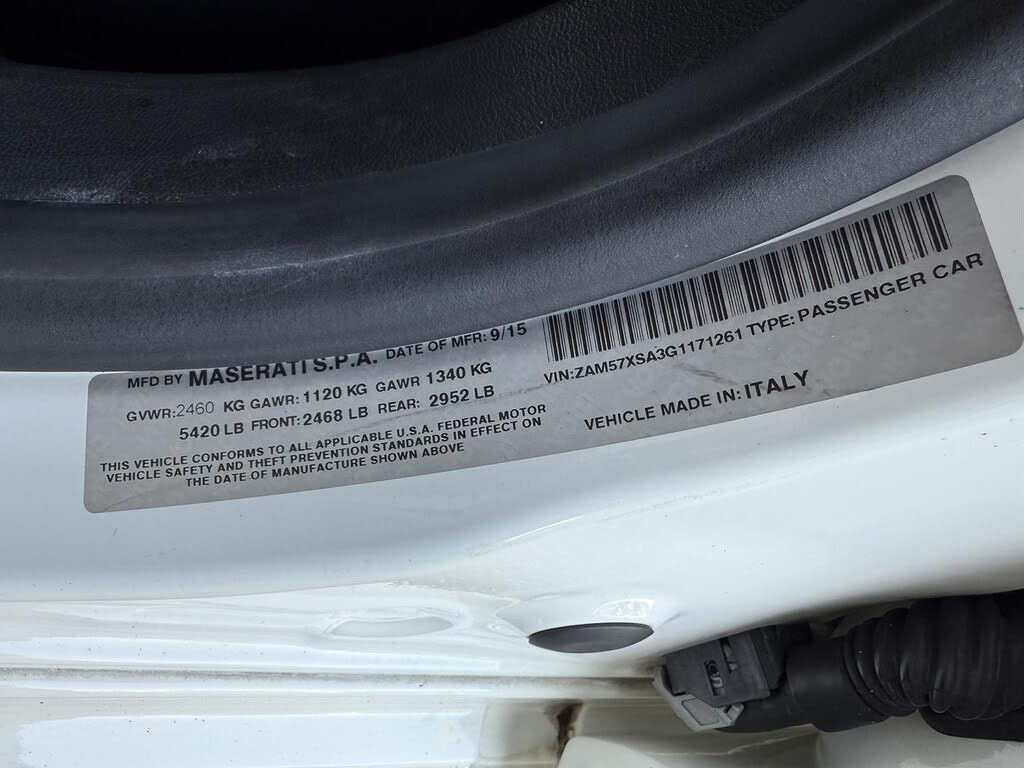 MFD BY MASERATI S.P.A. DATE OF MFR: 9/15
GVWR:2460 KG GAWR: 1120 KG GAWR 1340 KG
5420 LB FRONT: 2468 LB REAR: 2952 LB
THIS VEHICLE CONFORMS TO ALL APPLICABLE U.S.A. FEDERAL MOTOR
VEHICLE SAFETY AND THEFT PREVENTION STANDARDS IN EFFECT ON
THE DATE OF MANUFACTURE SHOWN ABOVE
VIN:ZAM57XSA3G1171261 TYPE: PASSENGER CAR
VEHICLE MADE IN: ITALY